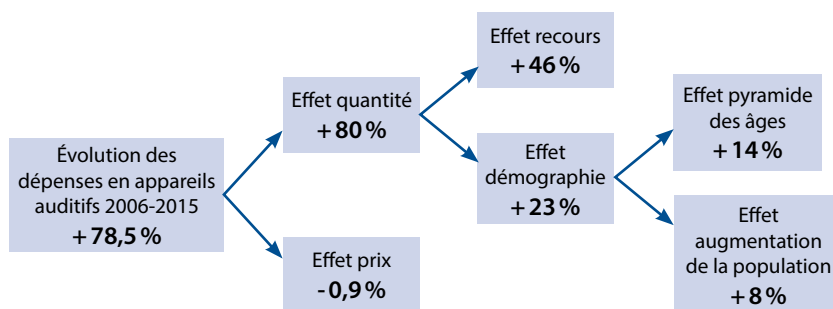 Évolution des
dépenses en appareils
auditifs 2006-2015
+ 78,5 %
Effet quantité
+ 80 %
Effet prix
- 0,9 %
Effet recours
+ 46 %
Effet
démographie
+ 23 %
Effet pyramide
des âges
+ 14 %
Effet
augmentation
de la population
+ 8 %